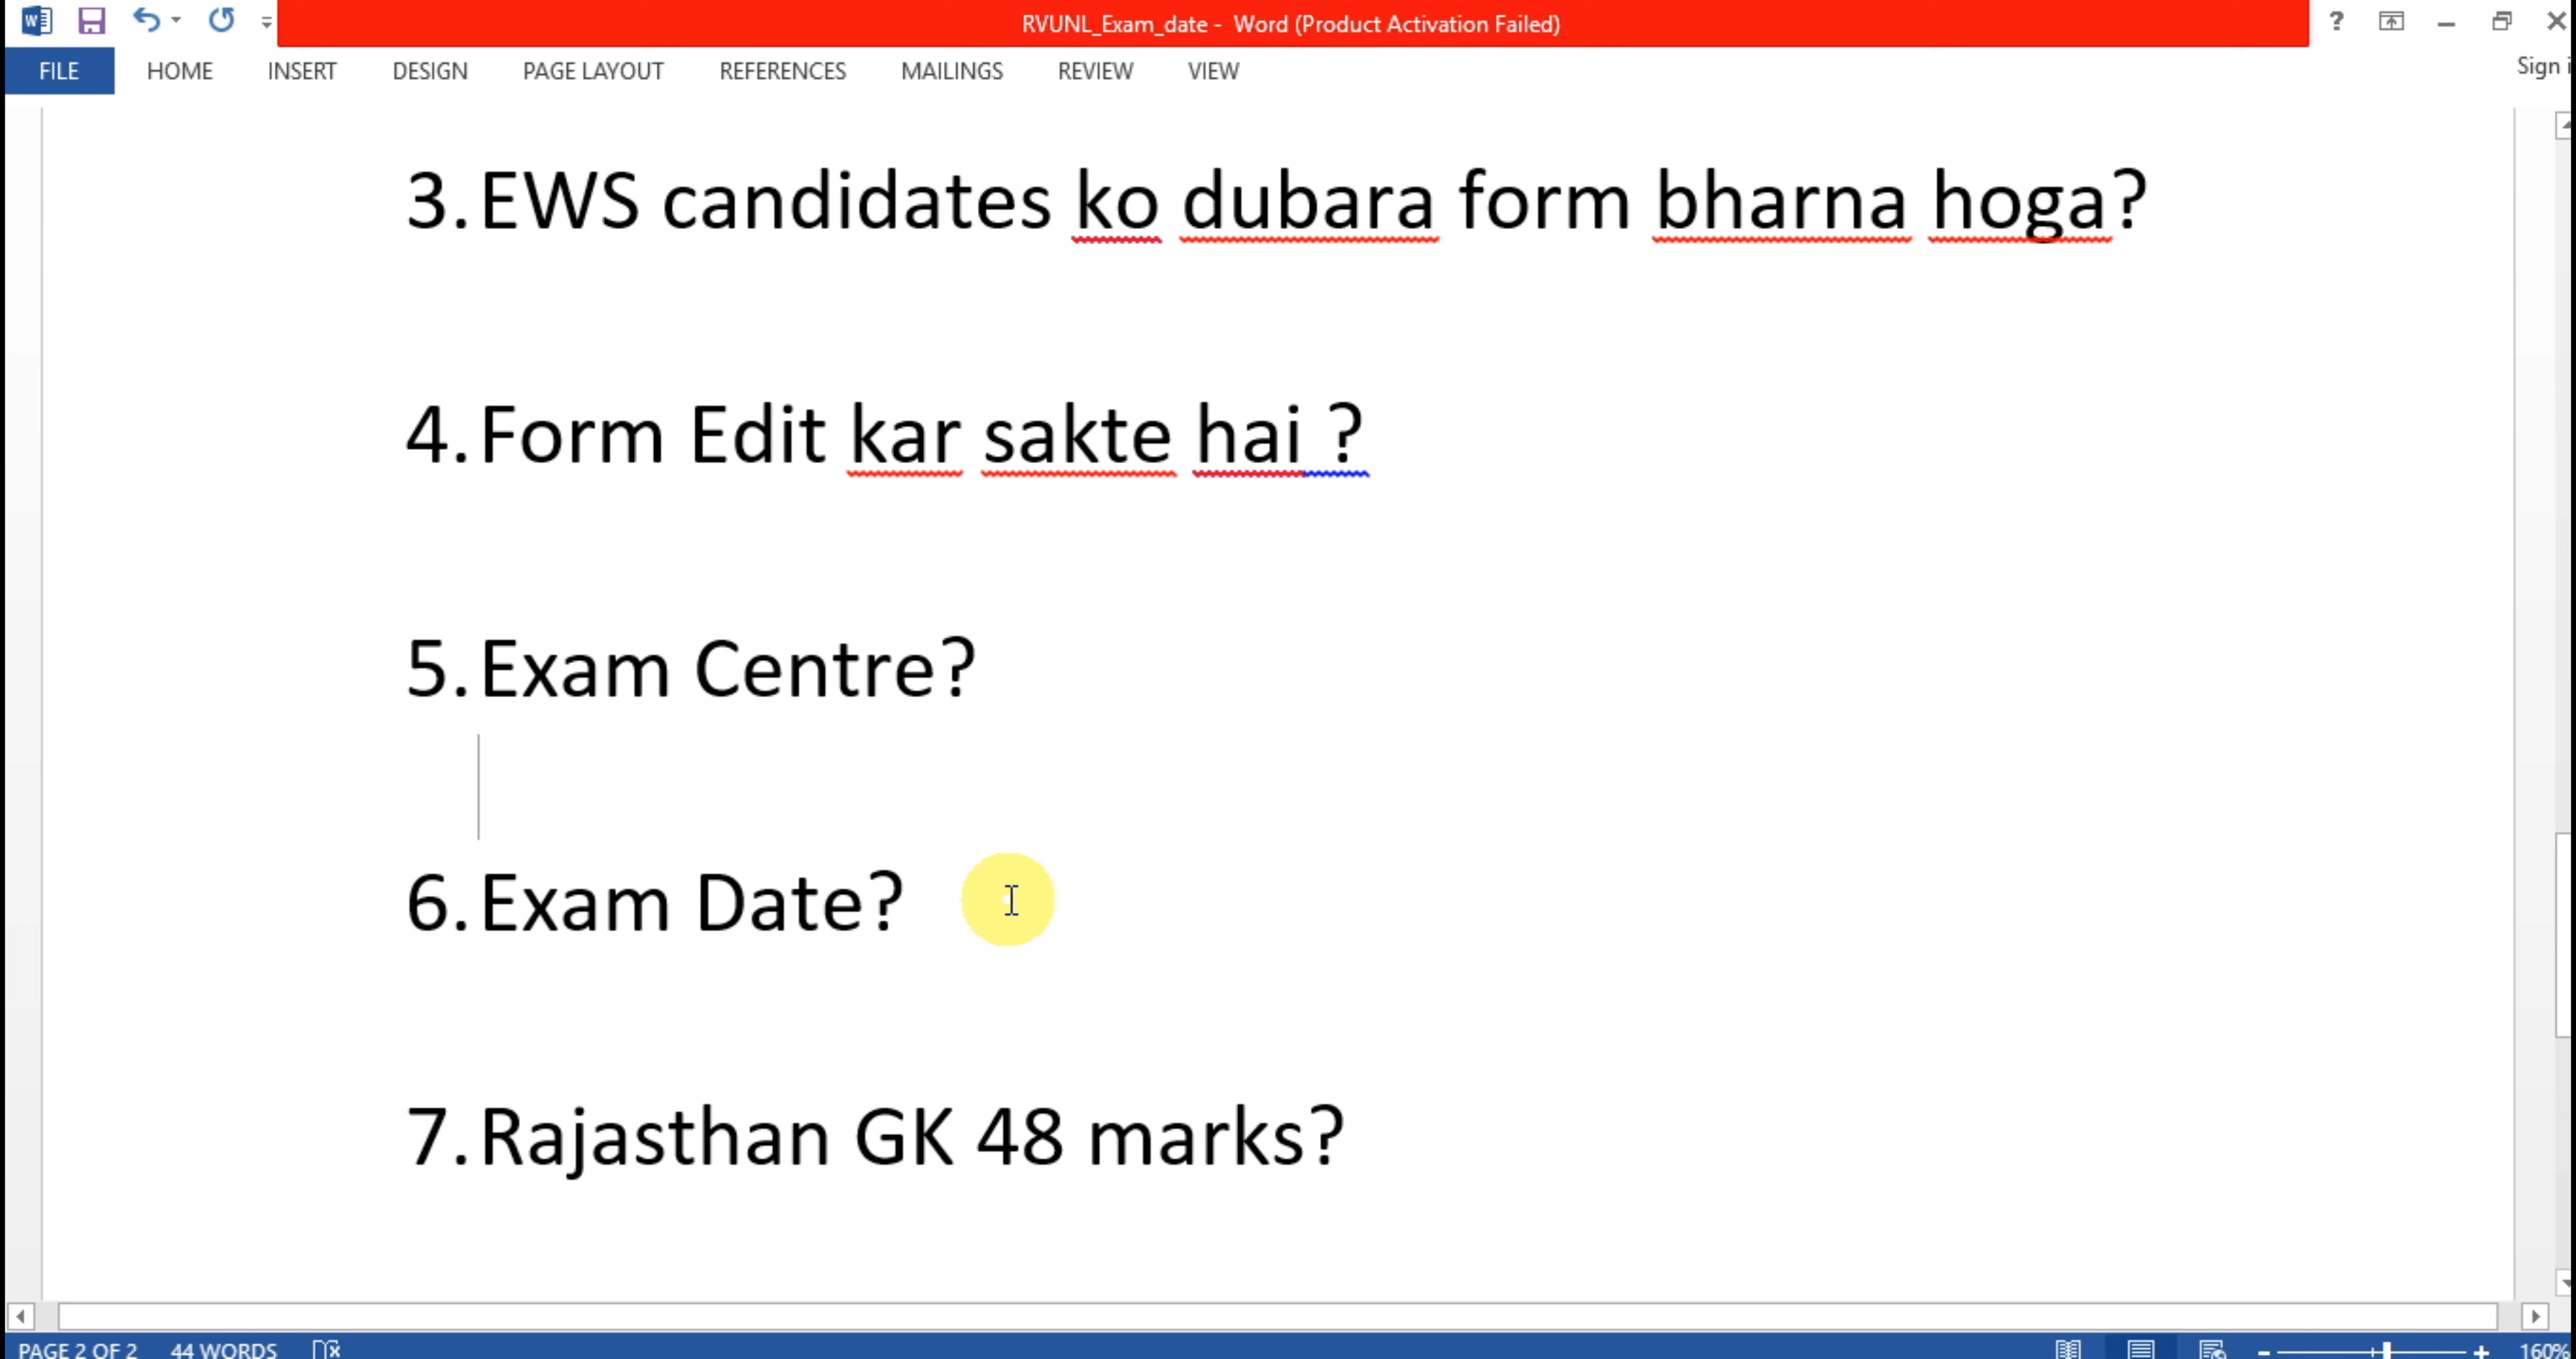 RVUNL_Exam_date - Word (Product Activation Failed)
FILE HOME INSERT DESIGN PAGE LAYOUT REFERENCES MAILINGS REVIEW VIEW Sign i
3. EWS candidates ko dubara form bharna hoga?
4. Form Edit kar sakte hai ?
5. Exam Centre?
6. Exam Date?
7. Rajasthan GK 48 marks?
PAGE 2 OF 2 44 WORDS 160%